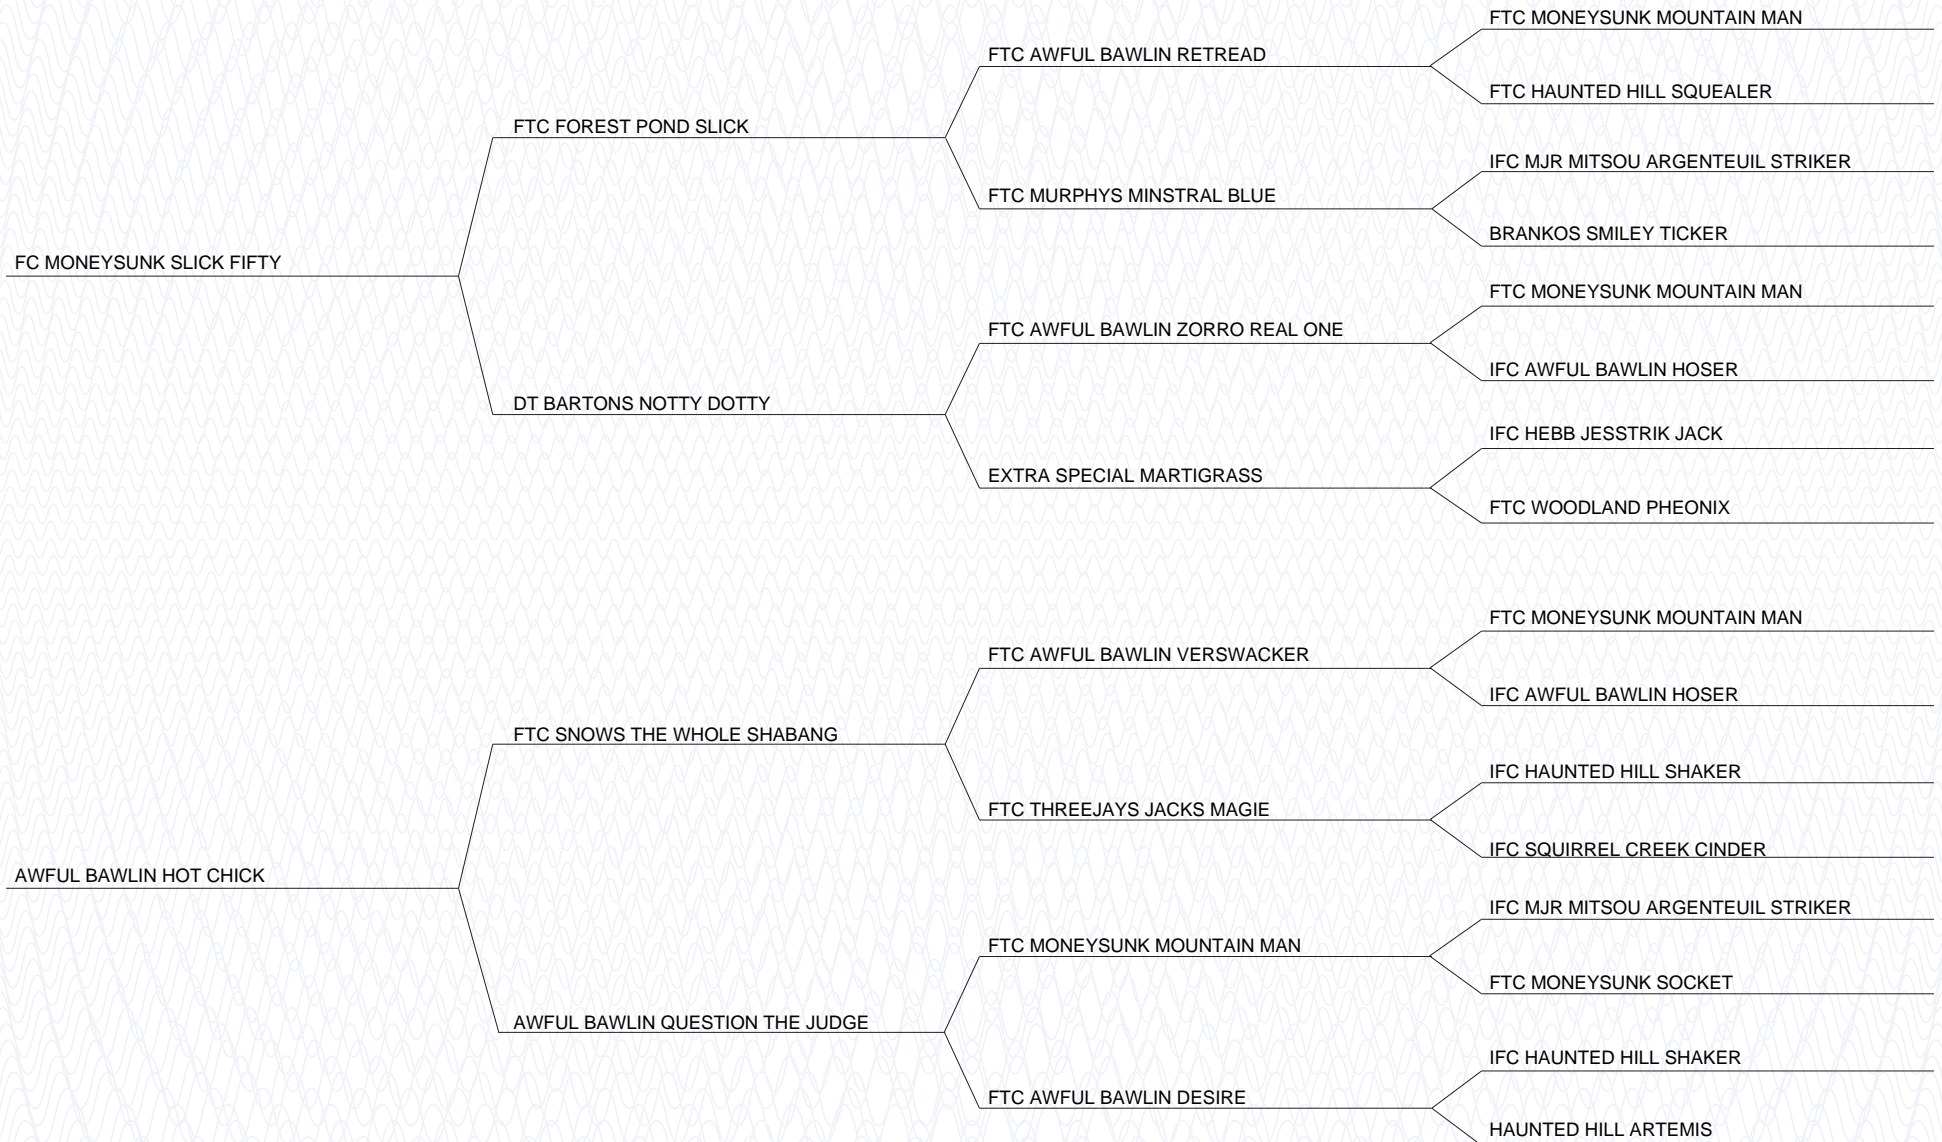 FTC MONEYSUNK MOUNTAIN MAN
FTC AWFUL BAWLIN RETREAD
FTC HAUNTED HILL SQUEALER
FTC FOREST POND SLICK
IFC MJR MITSOU ARGENTEUIL STRIKER
FTC MURPHYS MINSTRAL BLUE
BRANKOS SMILEY TICKER
FC MONEYSUNK SLICK FIFTY
FTC MONEYSUNK MOUNTAIN MAN
FTC AWFUL BAWLIN ZORRO REAL ONE
IFC AWFUL BAWLIN HOSER
DT BARTONS NOTTY DOTTY
IFC HEBB JESSTRIK JACK
EXTRA SPECIAL MARTIGRASS
FTC WOODLAND PHEONIX
FTC MONEYSUNK MOUNTAIN MAN
FTC AWFUL BAWLIN VERSWACKER
IFC AWFUL BAWLIN HOSER
FTC SNOWS THE WHOLE SHABANG
IFC HAUNTED HILL SHAKER
FTC THREEJAYS JACKS MAGIE
IFC SQUIRREL CREEK CINDER
AWFUL BAWLIN HOT CHICK
IFC MJR MITSOU ARGENTEUIL STRIKER
FTC MONEYSUNK MOUNTAIN MAN
FTC MONEYSUNK SOCKET
AWFUL BAWLIN QUESTION THE JUDGE
IFC HAUNTED HILL SHAKER
FTC AWFUL BAWLIN DESIRE
HAUNTED HILL ARTEMIS